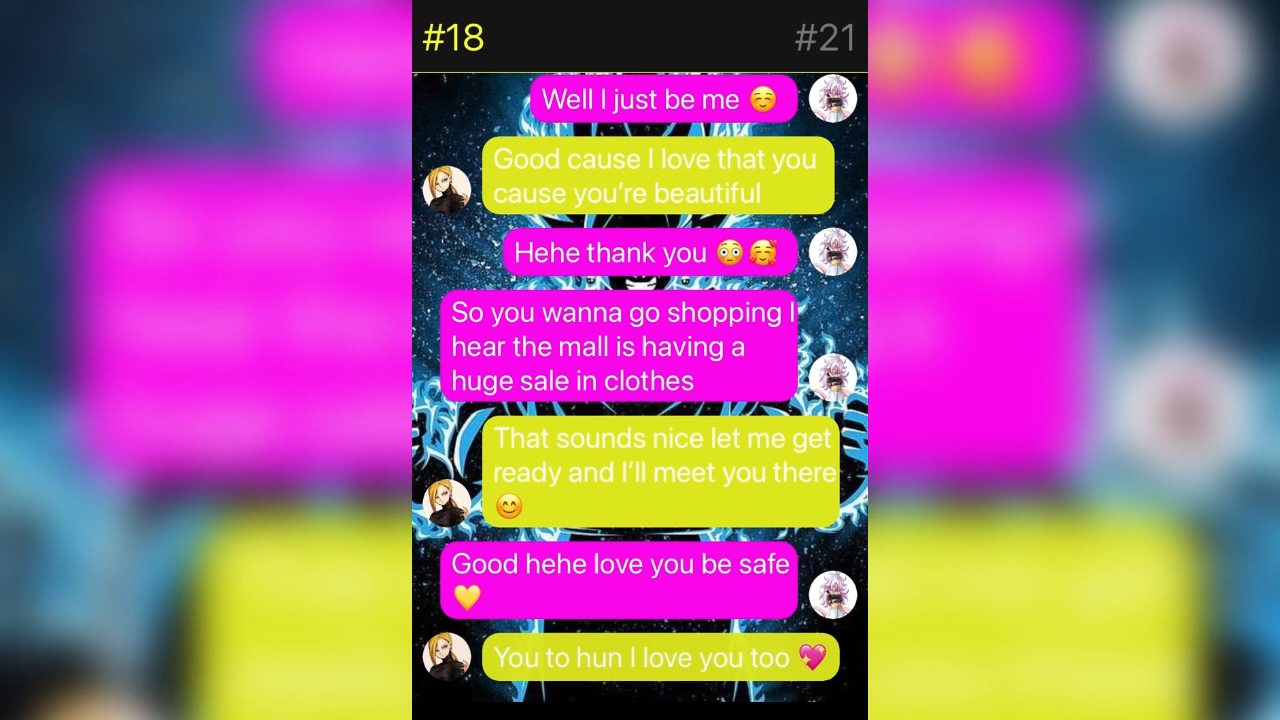 #18
#21
Well I just be me ☺️
Good cause I love that you
cause you’re beautiful
Hehe thank you 😳🥰
So you wanna go shopping I
hear the mall is having a
huge sale in clothes
That sounds nice let me get
ready and I’ll meet you there
😊
Good hehe love you be safe
💛
You to hun I love you too 💖